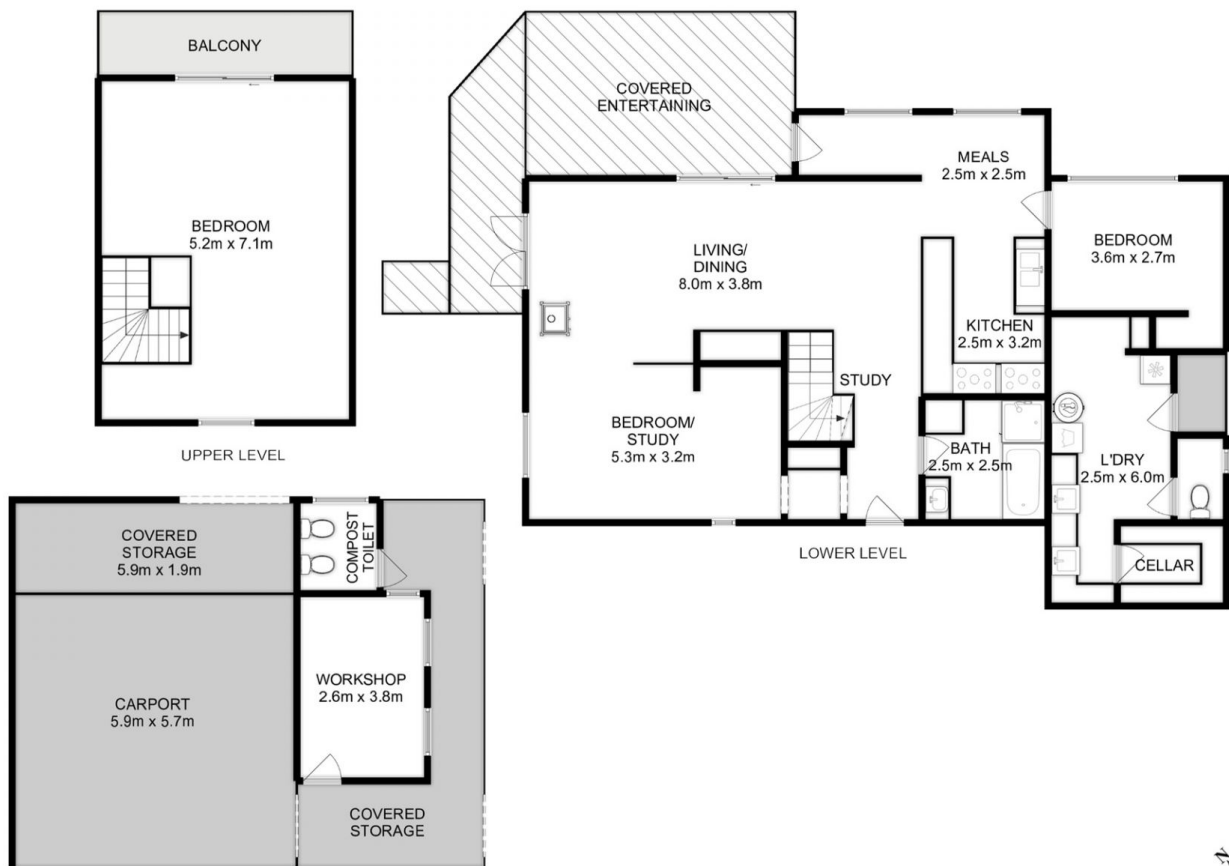 BALCONY
BEDROOM
5.2m x 7.1m
UPPER LEVEL
COVERED
ENTERTAINING
MEALS
2.5m x 2.5m
BEDROOM
3.6m x 2.7m
LIVING/
DINING
8.0m x 3.8m
KITCHEN
2.5m x 3.2m
STUDY
BEDROOM/
STUDY
5.3m x 3.2m
BATH
2.5m x 2.5m
L'DRY
2.5m x 6.0m
CELLAR
LOWER LEVEL
COVERED
STORAGE
5.9m x 1.9m
COMPOST
TOILET
WORKSHOP
2.6m x 3.8m
CARPORT
5.9m x 5.7m
COVERED
STORAGE
N